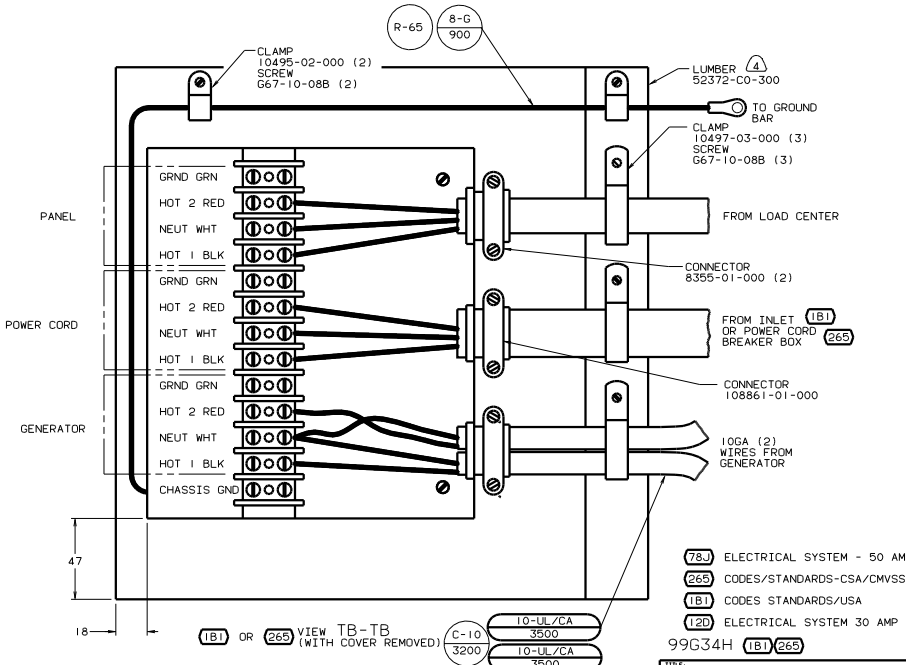 R-65
8-G
900
CLAMP
10495-02-000 (2)
SCREW
G67-10-08B (2)
LUMBER 4
52372-C0-300
TO GROUND
BAR
CLAMP
10497-03-000 (3)
SCREW
G67-10-08B (3)
PANEL
GRND GRN
HOT 2 RED
NEUT WHT
HOT 1 BLK
FROM LOAD CENTER
CONNECTOR
8355-01-000 (2)
POWER CORD
GRND GRN
HOT 2 RED
NEUT WHT
HOT 1 BLK
FROM INLET 1B1
OR POWER CORD
BREAKER BOX 265
CONNECTOR
108861-01-000
GENERATOR
GRND GRN
HOT 2 RED
NEUT WHT
HOT 1 BLK
CHASSIS GND
10GA (2)
WIRES FROM
GENERATOR
47
18
1B1 OR 265 VIEW TB-TB
(WITH COVER REMOVED)
C-10
3200
10-UL/CA
3500
10-UL/CA
3500
78J ELECTRICAL SYSTEM - 50 AM
265 CODES/STANDARDS-CSA/CMVSS
1B1 CODES STANDARDS/USA
12D ELECTRICAL SYSTEM 30 AMP
99G34H 1B1 265
TITLE: